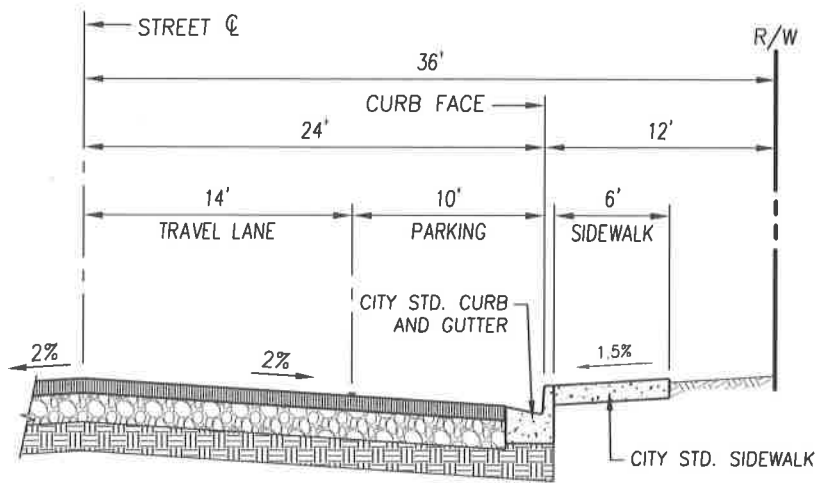 STREET ℄
R/W
36'
CURB FACE
24'
12'
14'
10'
6'
TRAVEL LANE
PARKING
SIDEWALK
CITY STD. CURB
AND GUTTER
2%
2%
1.5%
CITY STD. SIDEWALK